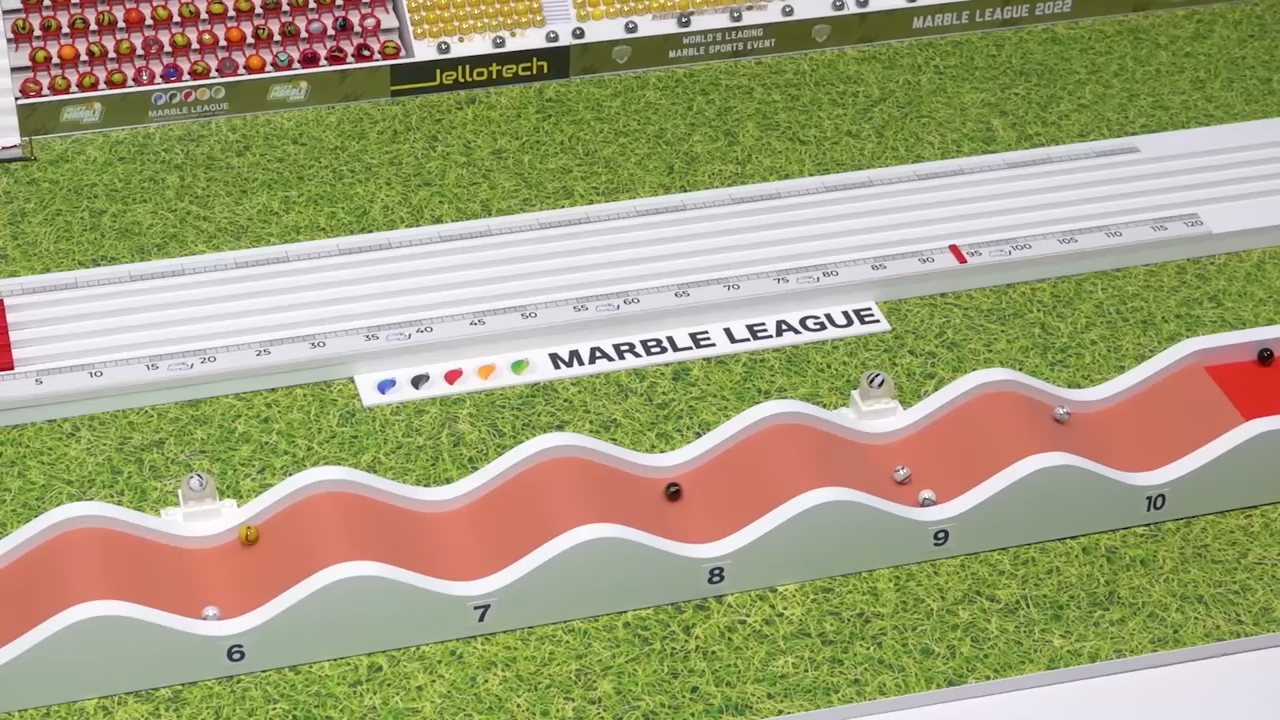 MARBLE LEAGUE
Jellotech
WORLD'S LEADING
MARBLE SPORTS EVENT
MARBLE LEAGUE 2022
5 10 15 20 25 30 35 40 45 50 55 60 65 70 75 80 85 90 95 100 105 110 115 120
MARBLE LEAGUE
6 7 8 9 10